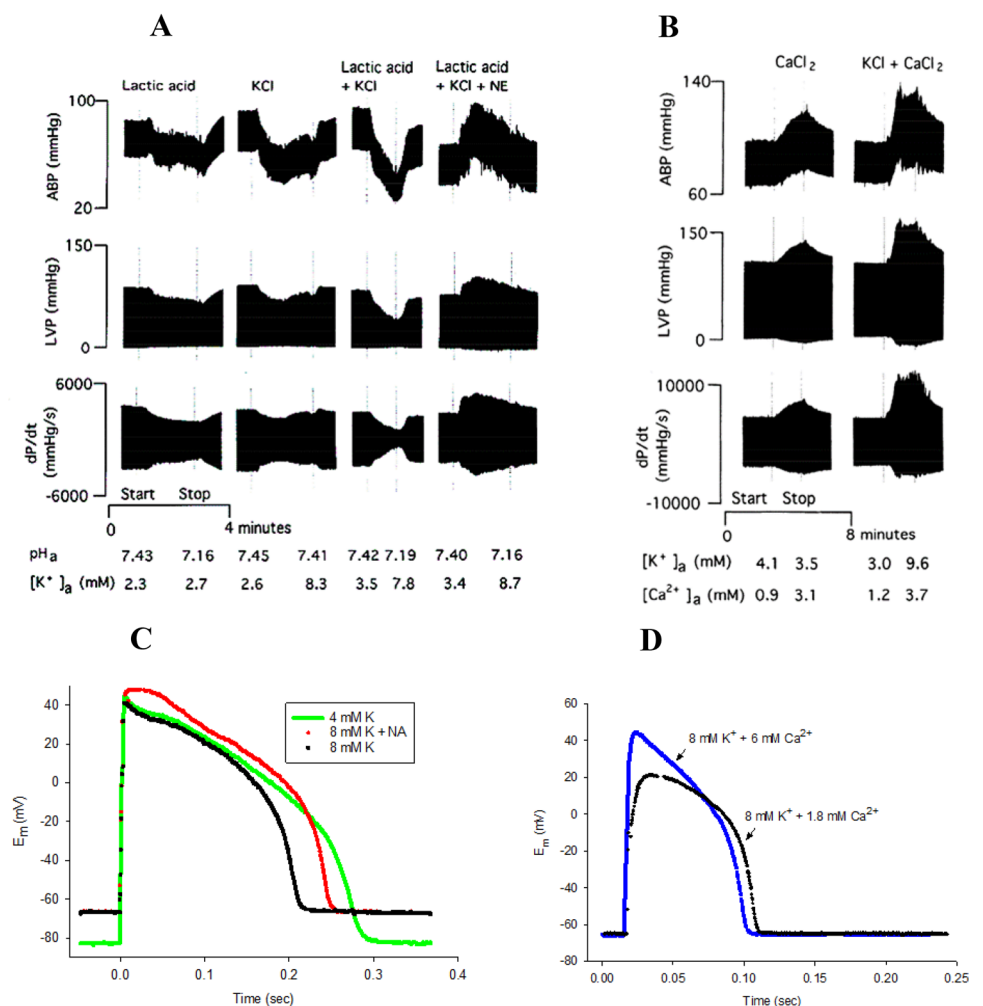 A
B
Lactic acid
KCl
Lactic acid
+ KCl
Lactic acid
+ KCl + NE
CaCl2
KCl + CaCl2
100
ABP (mmHg)
20
150
LVP (mmHg)
0
6000
dP/dt
(mmHg/s)
-6000
Start Stop
0 4 minutes
pHa 7.43 7.16 7.45 7.41 7.42 7.19 7.40 7.16
[K+]a (mM) 2.3 2.7 2.6 8.3 3.5 7.8 3.4 8.7
140
ABP (mmHg)
60
150
LVP (mmHg)
0
10000
dP/dt
(mmHg/s)
-10000
Start Stop
0 8 minutes
[K+]a (mM) 4.1 3.5 3.0 9.6
[Ca2+]a (mM) 0.9 3.1 1.2 3.7
C
D
40
20
0
-20
-40
-60
-80
Em (mV)
4 mM K
8 mM K + NA
8 mM K
0.0 0.1 0.2 0.3 0.4
Time (sec)
60
40
20
0
-20
-40
-60
-80
Em (mV)
8 mM K+ + 6 mM Ca2+
8 mM K+ + 1.8 mM Ca2+
0.00 0.05 0.10 0.15 0.20 0.25
Time (sec)